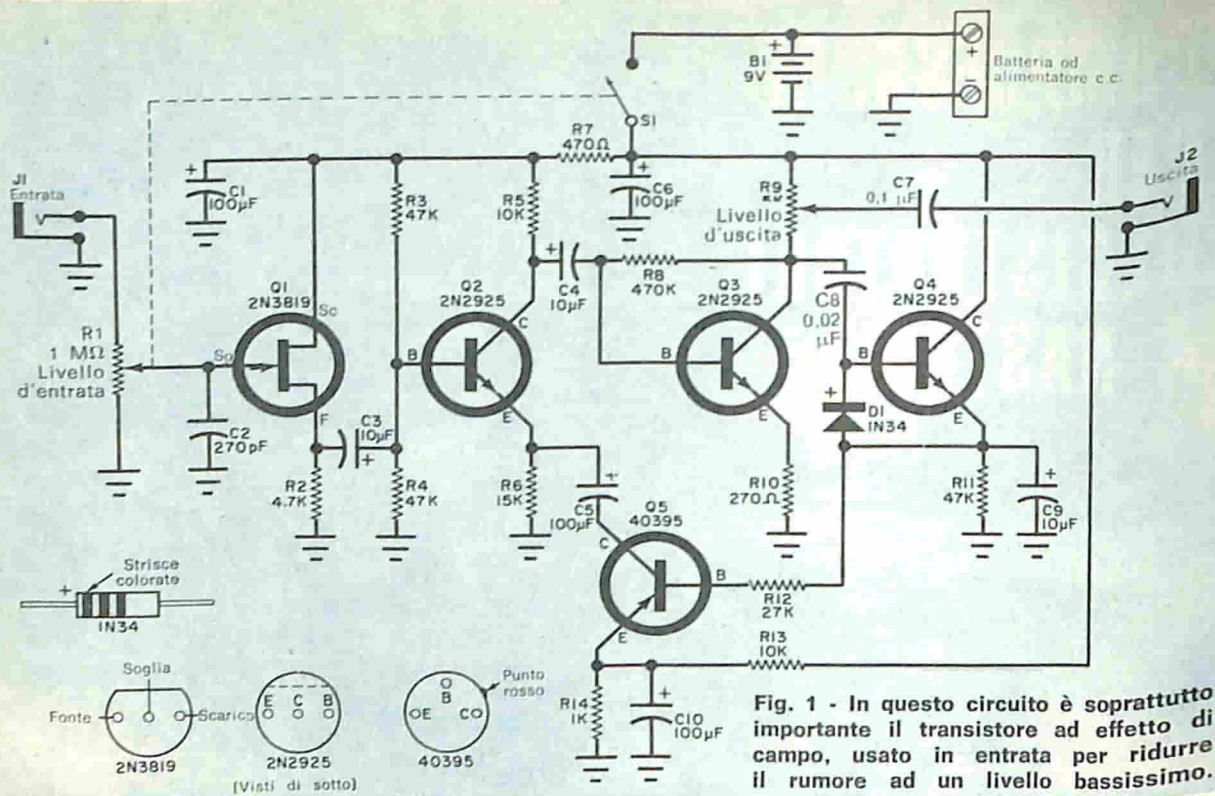 B1
9V
+
+
−
Batteria od
alimentatore c.c.
S1
R7
470Ω
J1
Entrata
+
C1
100µF
R3
47K
R5
10K
+
C6
100µF
R9
Livello
d'uscita
C7
0,1 µF
J2
Uscita
Q1
2N3819
Sc
So
F
R1
1 MΩ
Livello
d'entrata
C2
270pF
Q2
2N2925
B
C
E
+
C4
10µF
R8
470K
Q3
2N2925
B
E
C8
0,02
µF
Q4
2N2925
C
B
E
+
D1
1N34
C3
10µF
+
R2
4.7K
R4
47K
R6
15K
+
C5
100µF
R10
270Ω
R11
47K
+
C9
10µF
Q5
40395
C
B
E
R12
27K
R13
10K
R14
1K
+
C10
100µF
Strisce
colorate
+
1N34
Soglia
Fonte
Scarico
2N3819
E C B
2N2925
(Visti di sotto)
Punto
rosso
B
E C
40395
Fig. 1 - In questo circuito è soprattutto
importante il transistore ad effetto di
campo, usato in entrata per ridurre
il rumore ad un livello bassissimo.